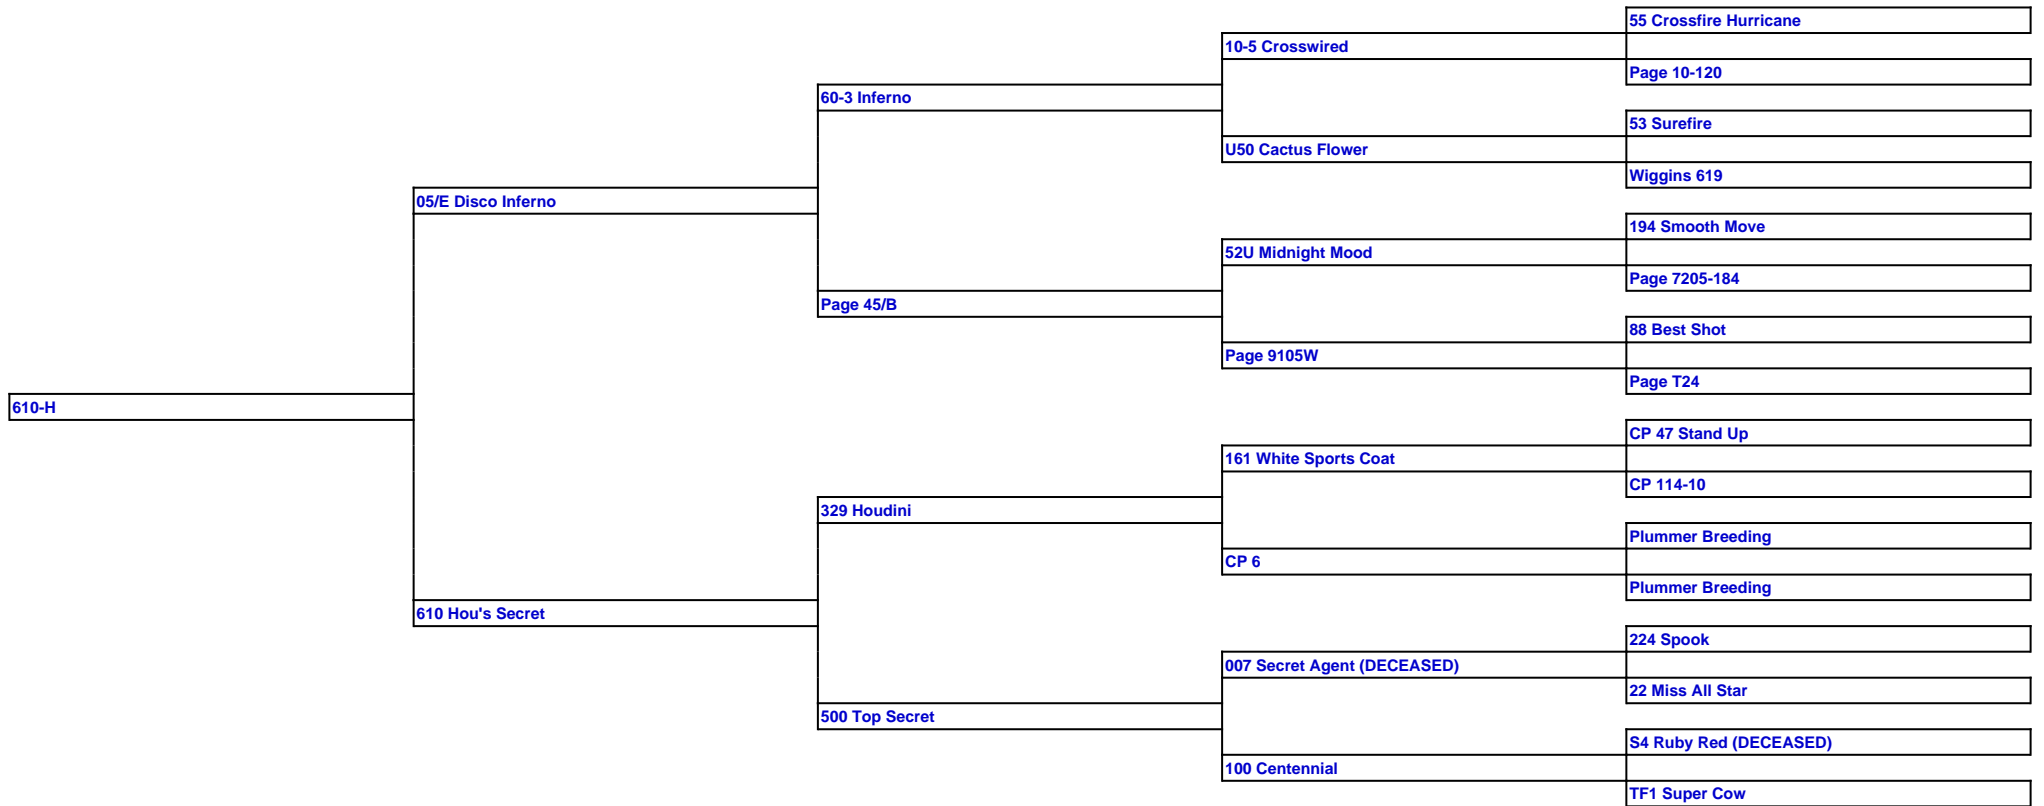 55 Crossfire Hurricane
10-5 Crosswired
Page 10-120
60-3 Inferno
53 Surefire
U50 Cactus Flower
Wiggins 619
05/E Disco Inferno
194 Smooth Move
52U Midnight Mood
Page 7205-184
Page 45/B
88 Best Shot
Page 9105W
Page T24
610-H
CP 47 Stand Up
161 White Sports Coat
CP 114-10
329 Houdini
Plummer Breeding
CP 6
Plummer Breeding
610 Hou's Secret
224 Spook
007 Secret Agent (DECEASED)
22 Miss All Star
500 Top Secret
S4 Ruby Red (DECEASED)
100 Centennial
TF1 Super Cow